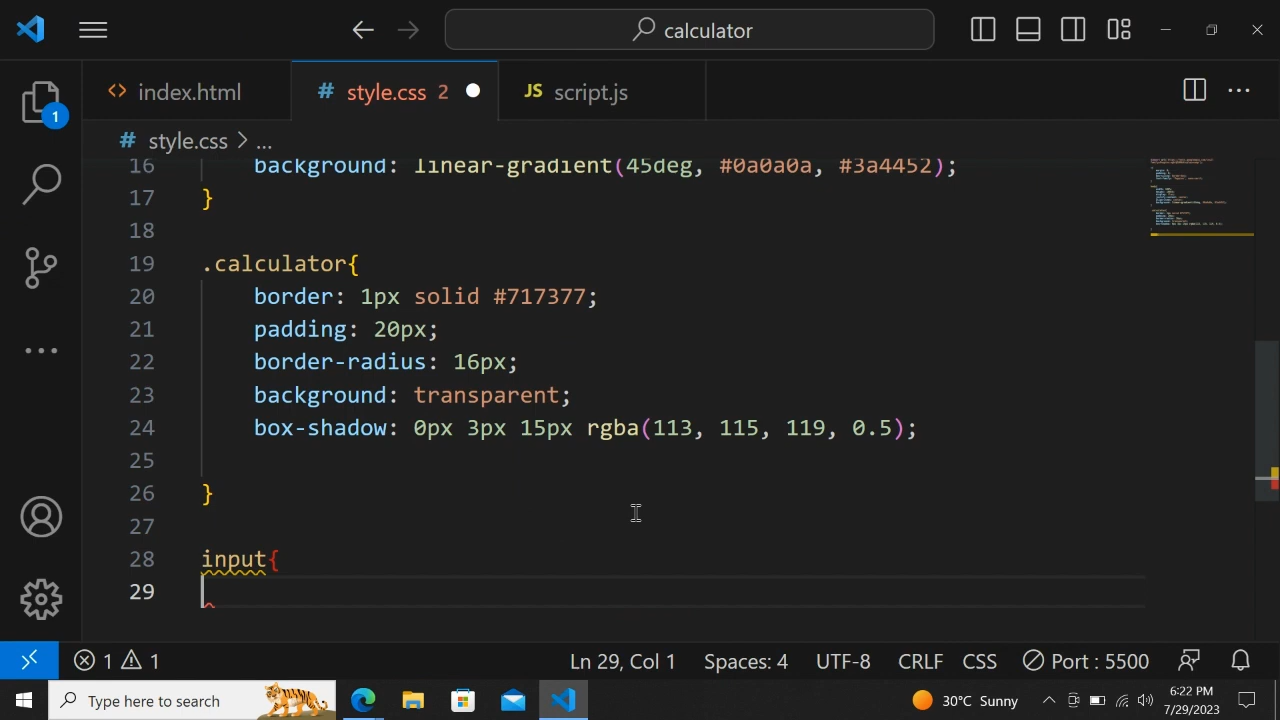 calculator
index.html
# style.css 2
JS script.js
1
# style.css > ...
16 background: linear-gradient(45deg, #0a0a0a, #3a4452);
17 }
18
19 .calculator{
20 border: 1px solid #717377;
21 padding: 20px;
22 border-radius: 16px;
23 background: transparent;
24 box-shadow: 0px 3px 15px rgba(113, 115, 119, 0.5);
25
26 }
27
28 input{
29
1 1
Ln 29, Col 1 Spaces: 4 UTF-8 CRLF CSS Port : 5500
Type here to search
30°C Sunny
6:22 PM
7/29/2023